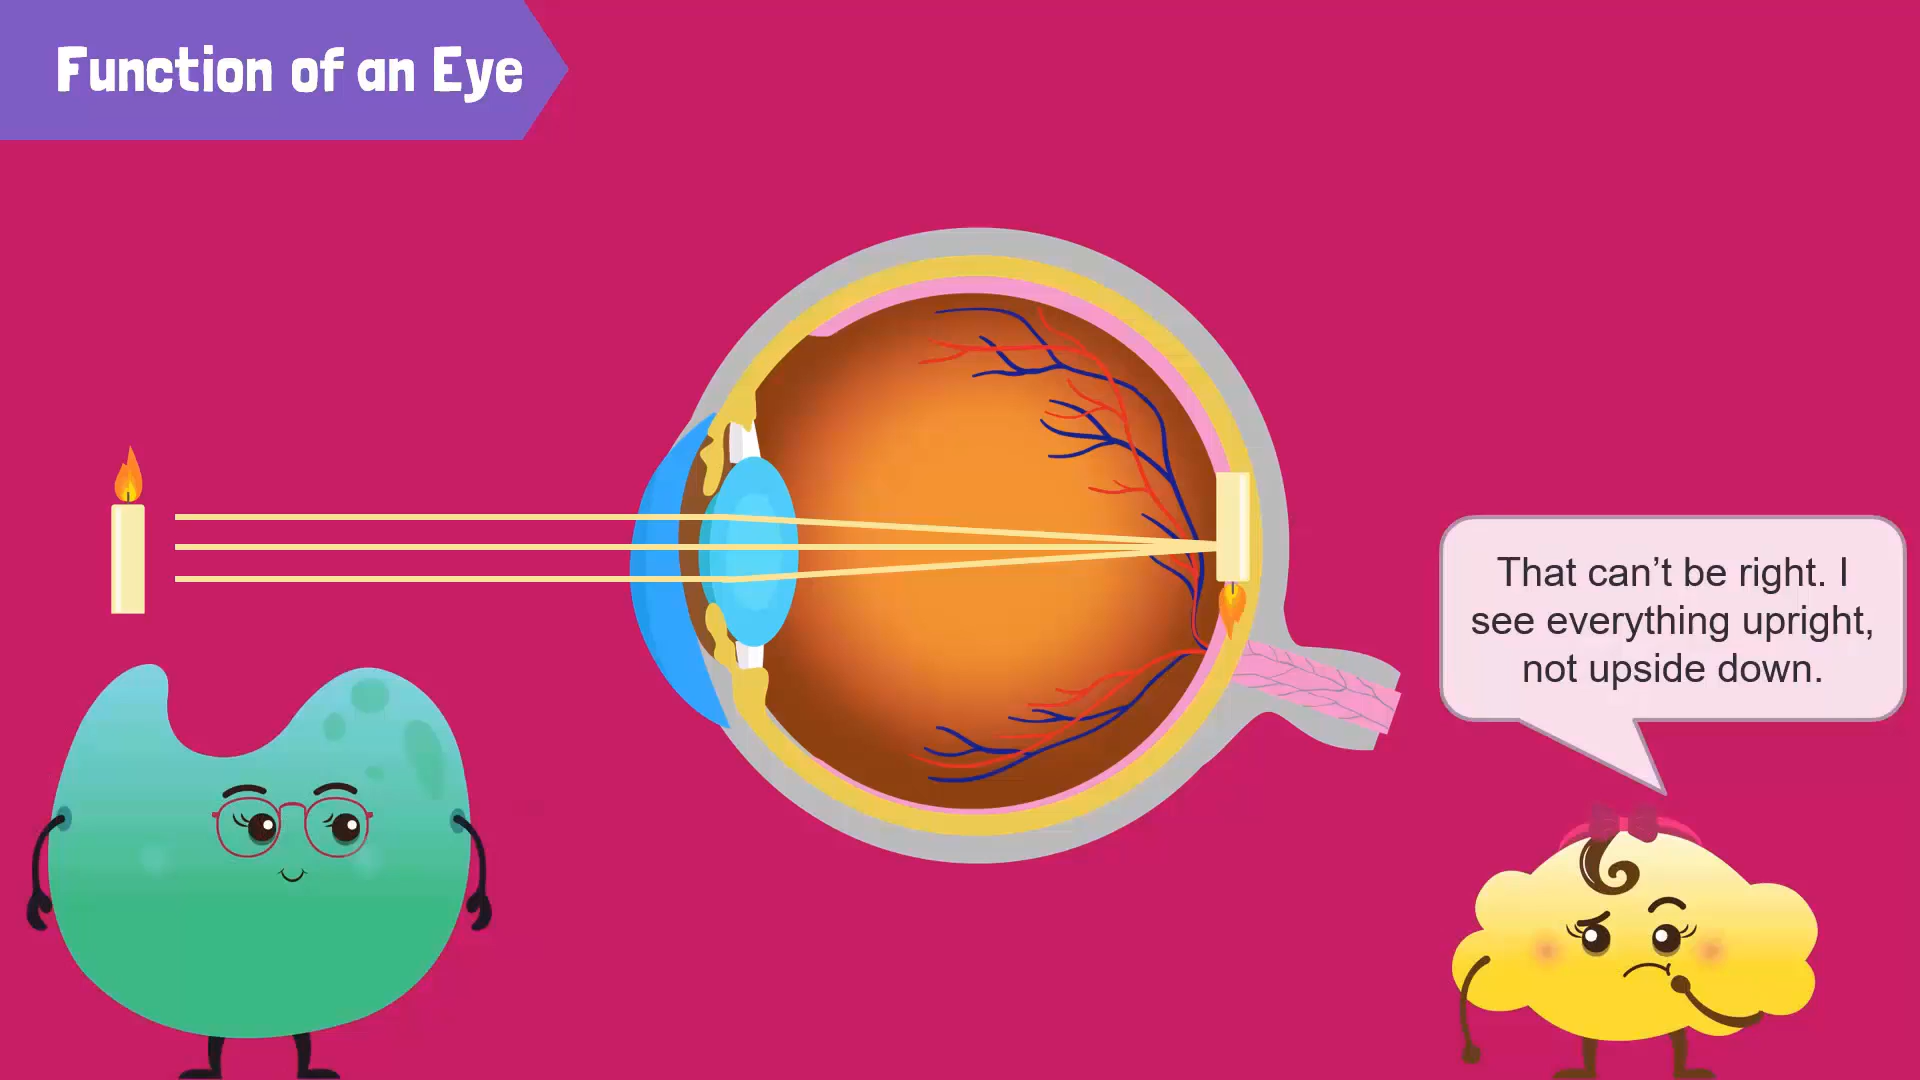 Function of an Eye
That can’t be right. I
see everything upright,
not upside down.